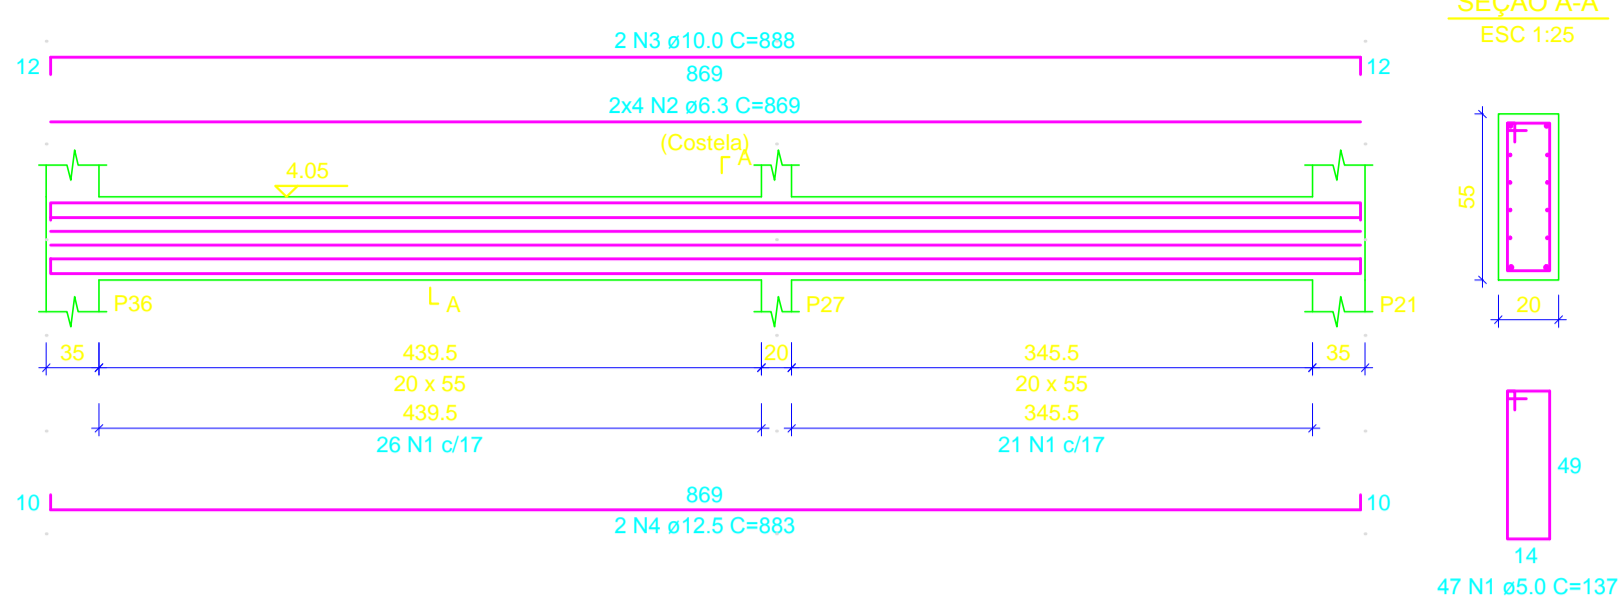 SEÇÃO A-A
ESC 1:25
2 N3 ø10.0 C=888
12
869
12
2x4 N2 ø6.3 C=869
(Costela)
A
4.05
55
20
A
P36
P27
P21
35
439.5
20
345.5
35
20 x 55
20 x 55
439.5
345.5
26 N1 c/17
21 N1 c/17
49
10
869
10
2 N4 ø12.5 C=883
14
47 N1 ø5.0 C=137